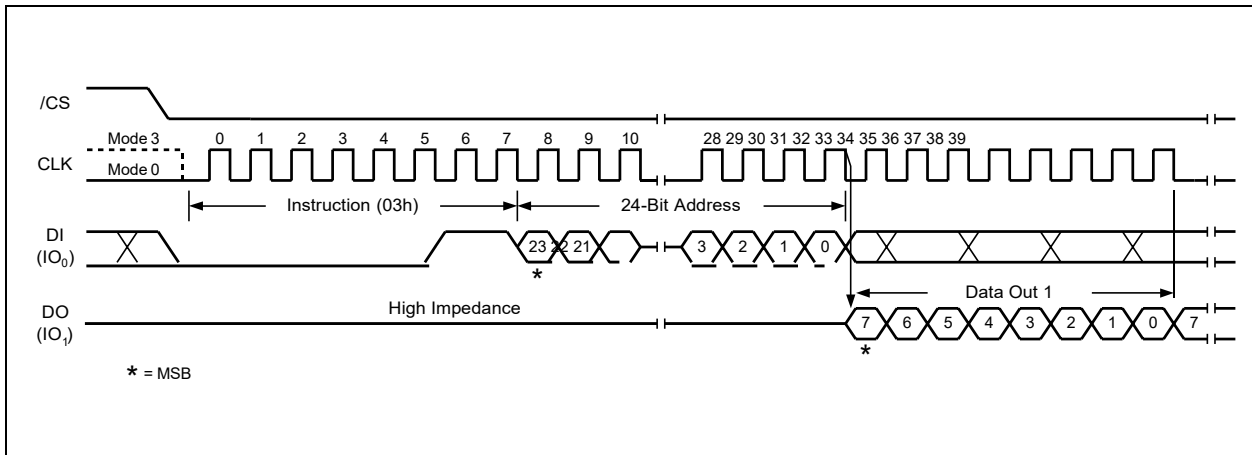 /CS
Mode 3 0 1 2 3 4 5 6 7 8 9 10 28 29 30 31 32 33 34 35 36 37 38 39
CLK Mode 0
Instruction (03h) 24-Bit Address
DI 23 22 21 3 2 1 0
(IO0)
*
Data Out 1
High Impedance
DO 7 6 5 4 3 2 1 0 7
(IO1)
*
* = MSB